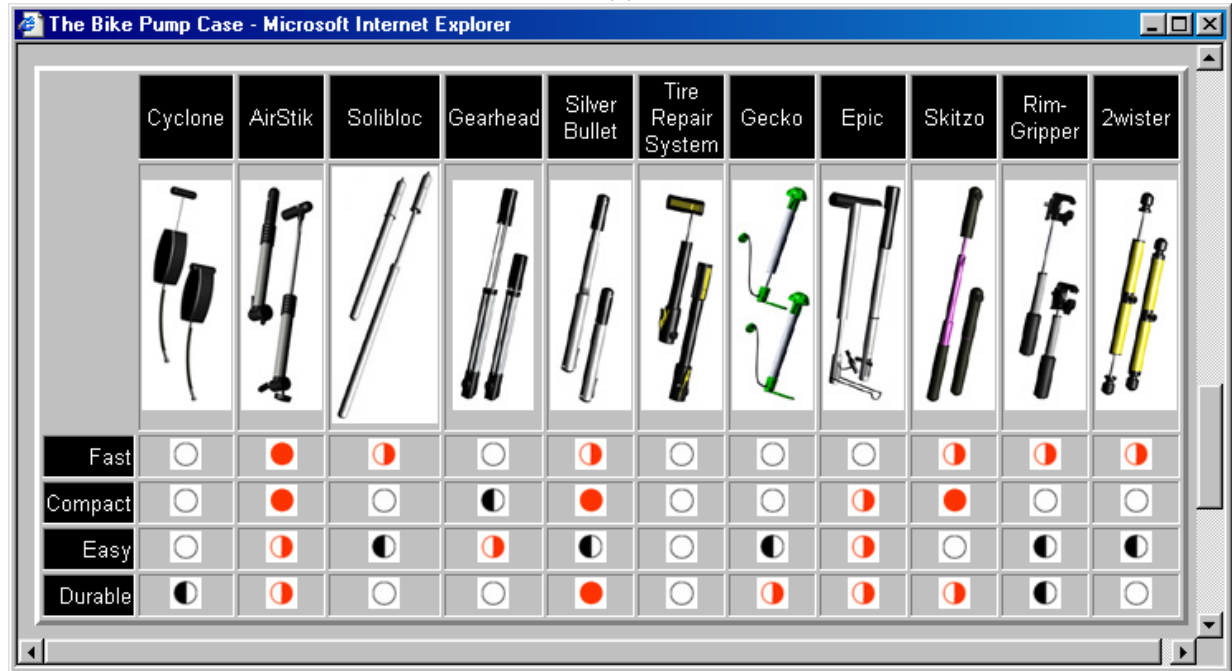 The Bike Pump Case - Microsoft Internet Explorer
Cyclone
AirStik
Solibloc
Gearhead
Silver
Bullet
Tire
Repair
System
Gecko
Epic
Skitzo
Rim-
Gripper
2wister
Fast
Compact
Easy
Durable